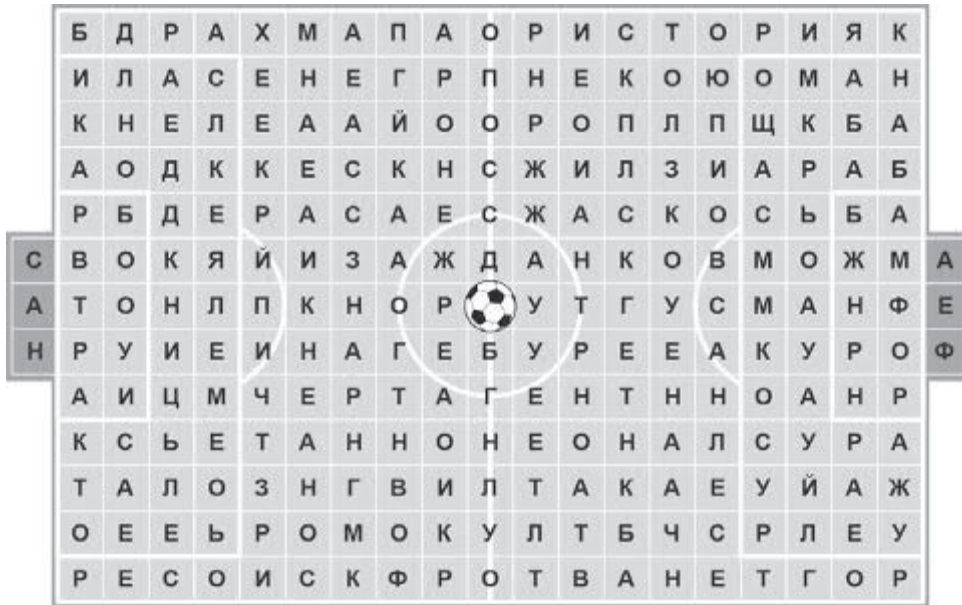 Б Д Р А Х М А П А О Р И С Т О Р И Я К
И Л А С Е Н Е Г Р П Н Е К О Ю О М А Н
К Н Е Л Е А А Й О О Р О П Л П Щ К Б А
А О Д К К Е С К Н С Ж И Л З И А Р А Б
Р Б Д Е Р А С А Е С Ж А С К О С Ь Б А
С В О К Я Й И З А Ж Д А Н К О В М О Ж М А
А Т О Н Л П К Н О Р У Т Г У С М А Н Ф Е
Н Р У И Е И Н А Г Е Б У Р Е Е А К У Р О Ф
А И Ц М Ч Е Р Т А Г Е Н Т Н Н О А Н Р
К С Ь Е Т А Н Н О Н Е О Н А Л С У Р А
Т А Л О З Н Г В И Л Т А К А Е У Й А Ж
О Е Е Ь Р О М О К У Л Т Б Ч С Р Л Е У
Р Е С О И С К Ф Р О Т В А Н Е Т Г О Р